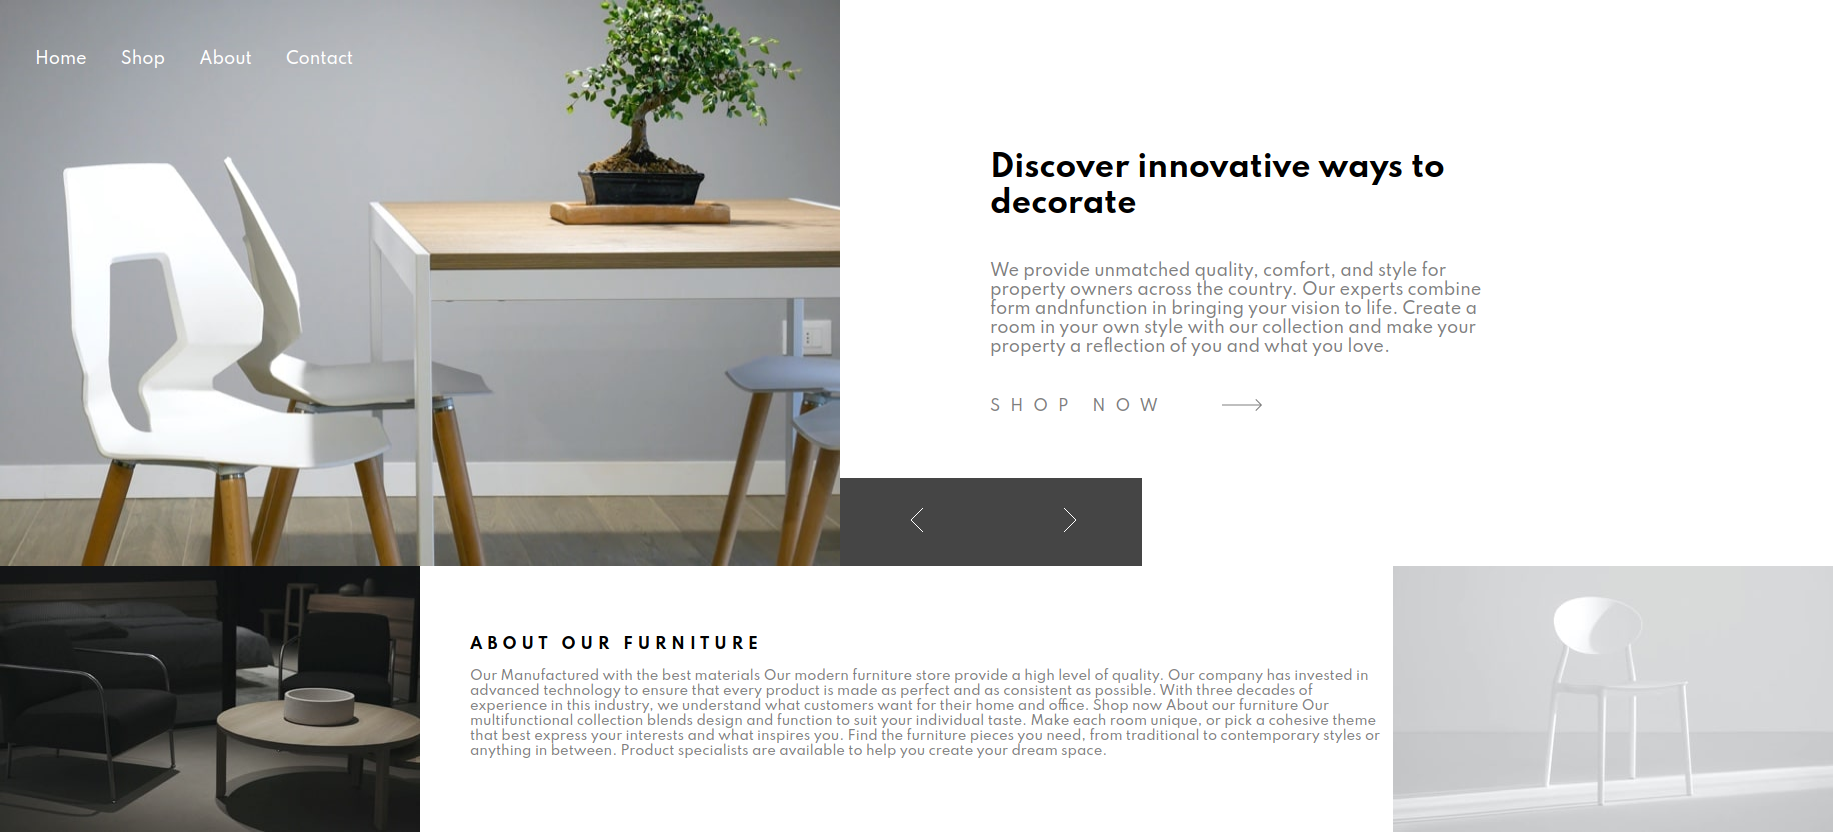 Home Shop About Contact
Discover innovative ways to
decorate
We provide unmatched quality, comfort, and style for
property owners across the country. Our experts combine
form andnfunction in bringing your vision to life. Create a
room in your own style with our collection and make your
property a reflection of you and what you love.
SHOP NOW
ABOUT OUR FURNITURE
Our Manufactured with the best materials Our modern furniture store provide a high level of quality. Our company has invested in
advanced technology to ensure that every product is made as perfect and as consistent as possible. With three decades of
experience in this industry, we understand what customers want for their home and office. Shop now About our furniture Our
multifunctional collection blends design and function to suit your individual taste. Make each room unique, or pick a cohesive theme
that best express your interests and what inspires you. Find the furniture pieces you need, from traditional to contemporary styles or
anything in between. Product specialists are available to help you create your dream space.